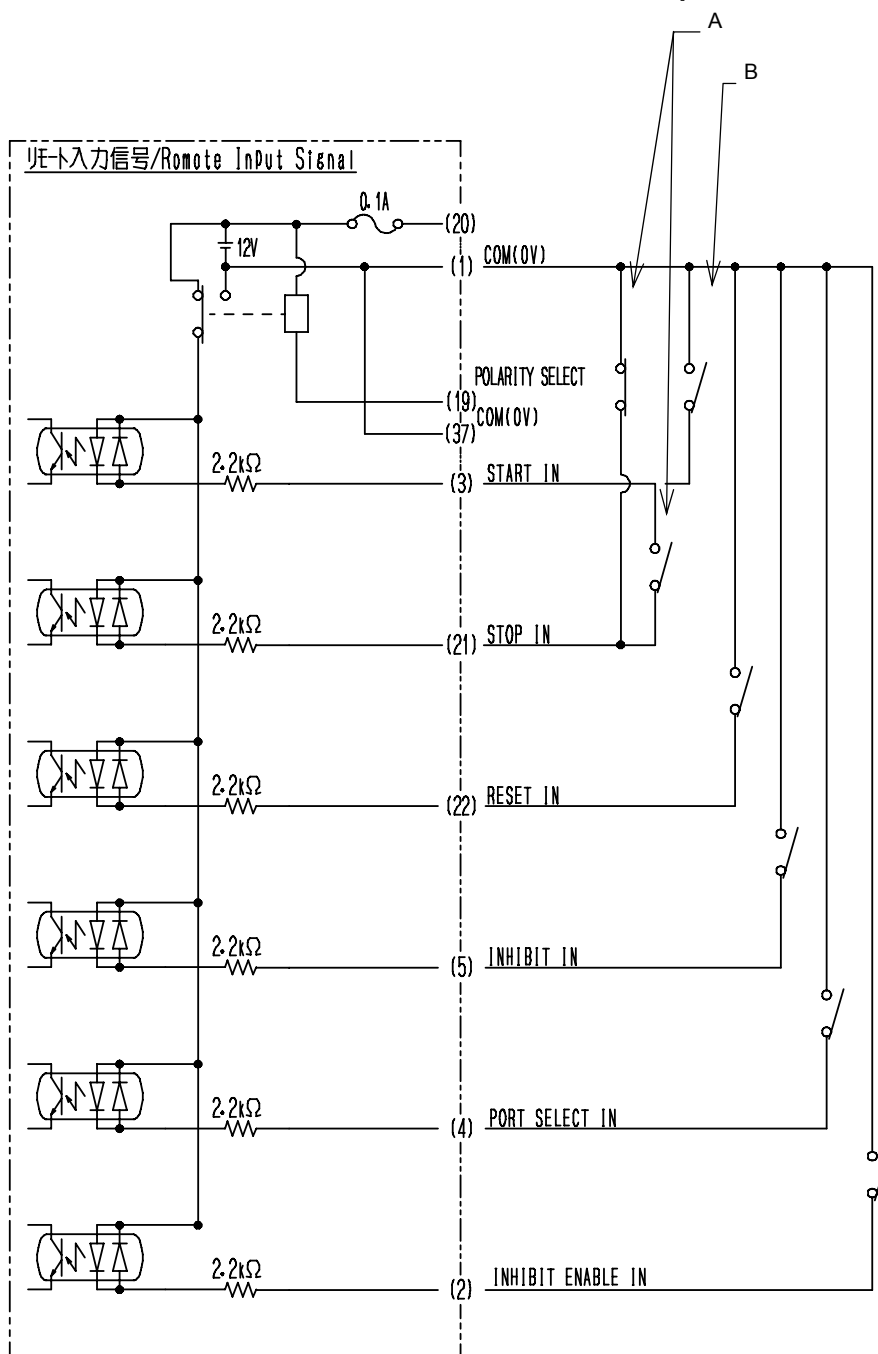 A
B
リモート入力信号/Romote InPut Signal
0.1A
(20)
12V
(1) COM(0V)
POLARITY SELECT
(19)
COM(0V)
(37)
2.2kΩ
(3) START IN
2.2kΩ
(21) STOP IN
2.2kΩ
(22) RESET IN
2.2kΩ
(5) INHIBIT IN
2.2kΩ
(4) PORT SELECT IN
2.2kΩ
(2) INHIBIT ENABLE IN